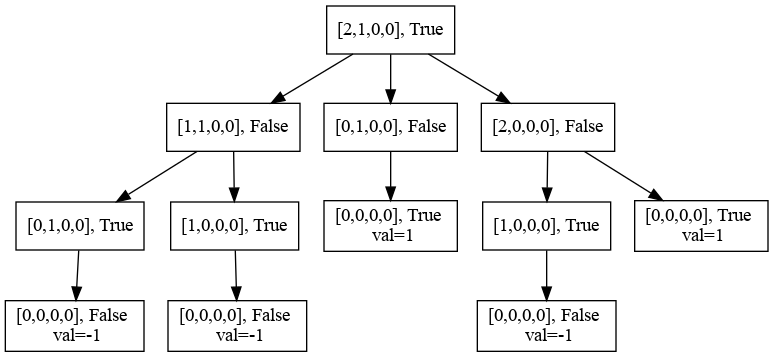 [2,1,0,0], True
[1,1,0,0], False
[0,1,0,0], False
[2,0,0,0], False
[0,1,0,0], True
[1,0,0,0], True
[0,0,0,0], True
val=1
[1,0,0,0], True
[0,0,0,0], True
val=1
[0,0,0,0], False
val=-1
[0,0,0,0], False
val=-1
[0,0,0,0], False
val=-1